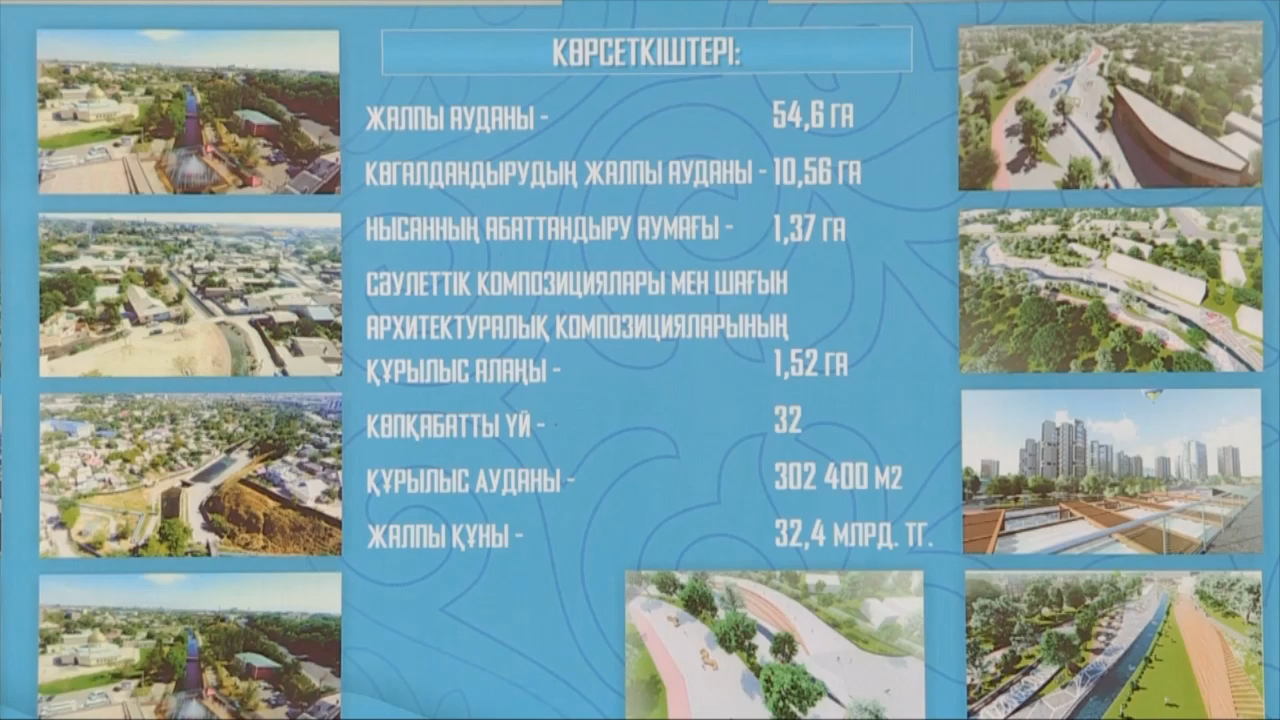 КӨРСЕТКІШТЕРІ:
ЖАЛПЫ АУДАНЫ - 54,6 ГА
КӨГАЛДАНДЫРУДЫҢ ЖАЛПЫ АУДАНЫ - 10,56 ГА
НЫСАННЫҢ АБАТТАНДЫРУ АУМАҒЫ - 1,37 ГА
СӘУЛЕТТІК КОМПОЗИЦИЯЛАРЫ МЕН ШАҒЫН
АРХИТЕКТУРАЛЫҚ КОМПОЗИЦИЯЛАРЫНЫҢ
ҚҰРЫЛЫС АЛАҢЫ - 1,52 ГА
КӨПҚАБАТТЫ ҮЙ - 32
ҚҰРЫЛЫС АУДАНЫ - 302 400 М2
ЖАЛПЫ ҚҰНЫ - 32,4 МЛРД. ТГ.